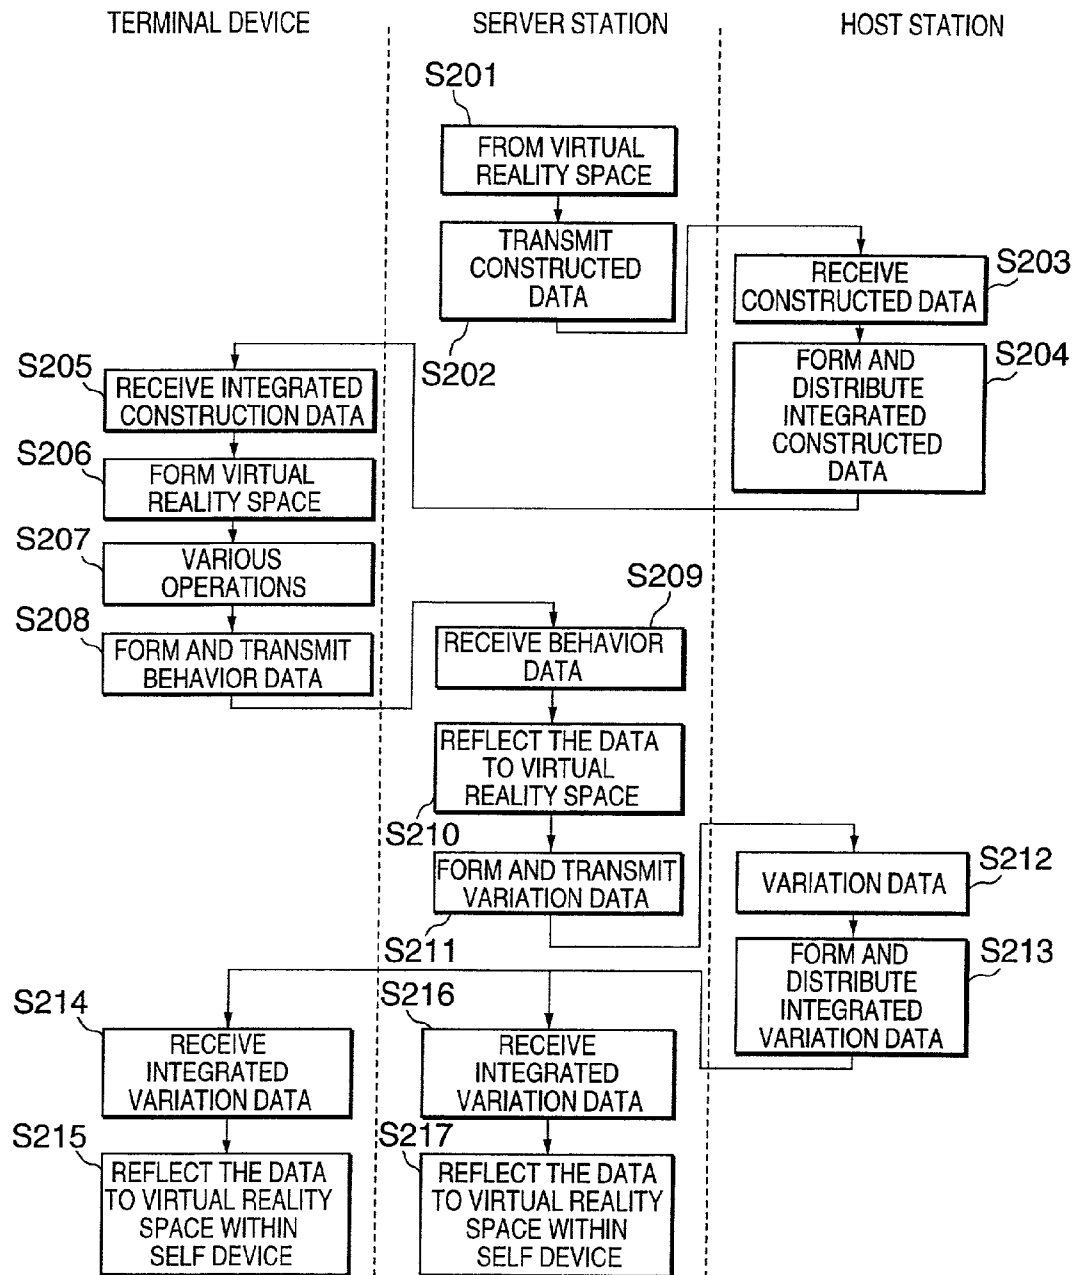 TERMINAL DEVICE
SERVER STATION
HOST STATION
S201
FROM VIRTUAL
REALITY SPACE
TRANSMIT
CONSTRUCTED
DATA
S202
RECEIVE
CONSTRUCTED DATA
S203
FORM AND
DISTRIBUTE
INTEGRATED
CONSTRUCTED
DATA
S204
S205
RECEIVE INTEGRATED
CONSTRUCTION DATA
S206
FORM VIRTUAL
REALITY SPACE
S207
VARIOUS
OPERATIONS
S208
FORM AND TRANSMIT
BEHAVIOR DATA
S209
RECEIVE BEHAVIOR
DATA
REFLECT THE DATA
TO VIRTUAL
REALITY SPACE
S210
FORM AND TRANSMIT
VARIATION DATA
S211
VARIATION DATA
S212
FORM AND
DISTRIBUTE
INTEGRATED
VARIATION DATA
S213
S214
RECEIVE
INTEGRATED
VARIATION DATA
S215
REFLECT THE DATA
TO VIRTUAL REALITY
SPACE WITHIN
SELF DEVICE
S216
RECEIVE
INTEGRATED
VARIATION DATA
S217
REFLECT THE DATA
TO VIRTUAL REALITY
SPACE WITHIN
SELF DEVICE